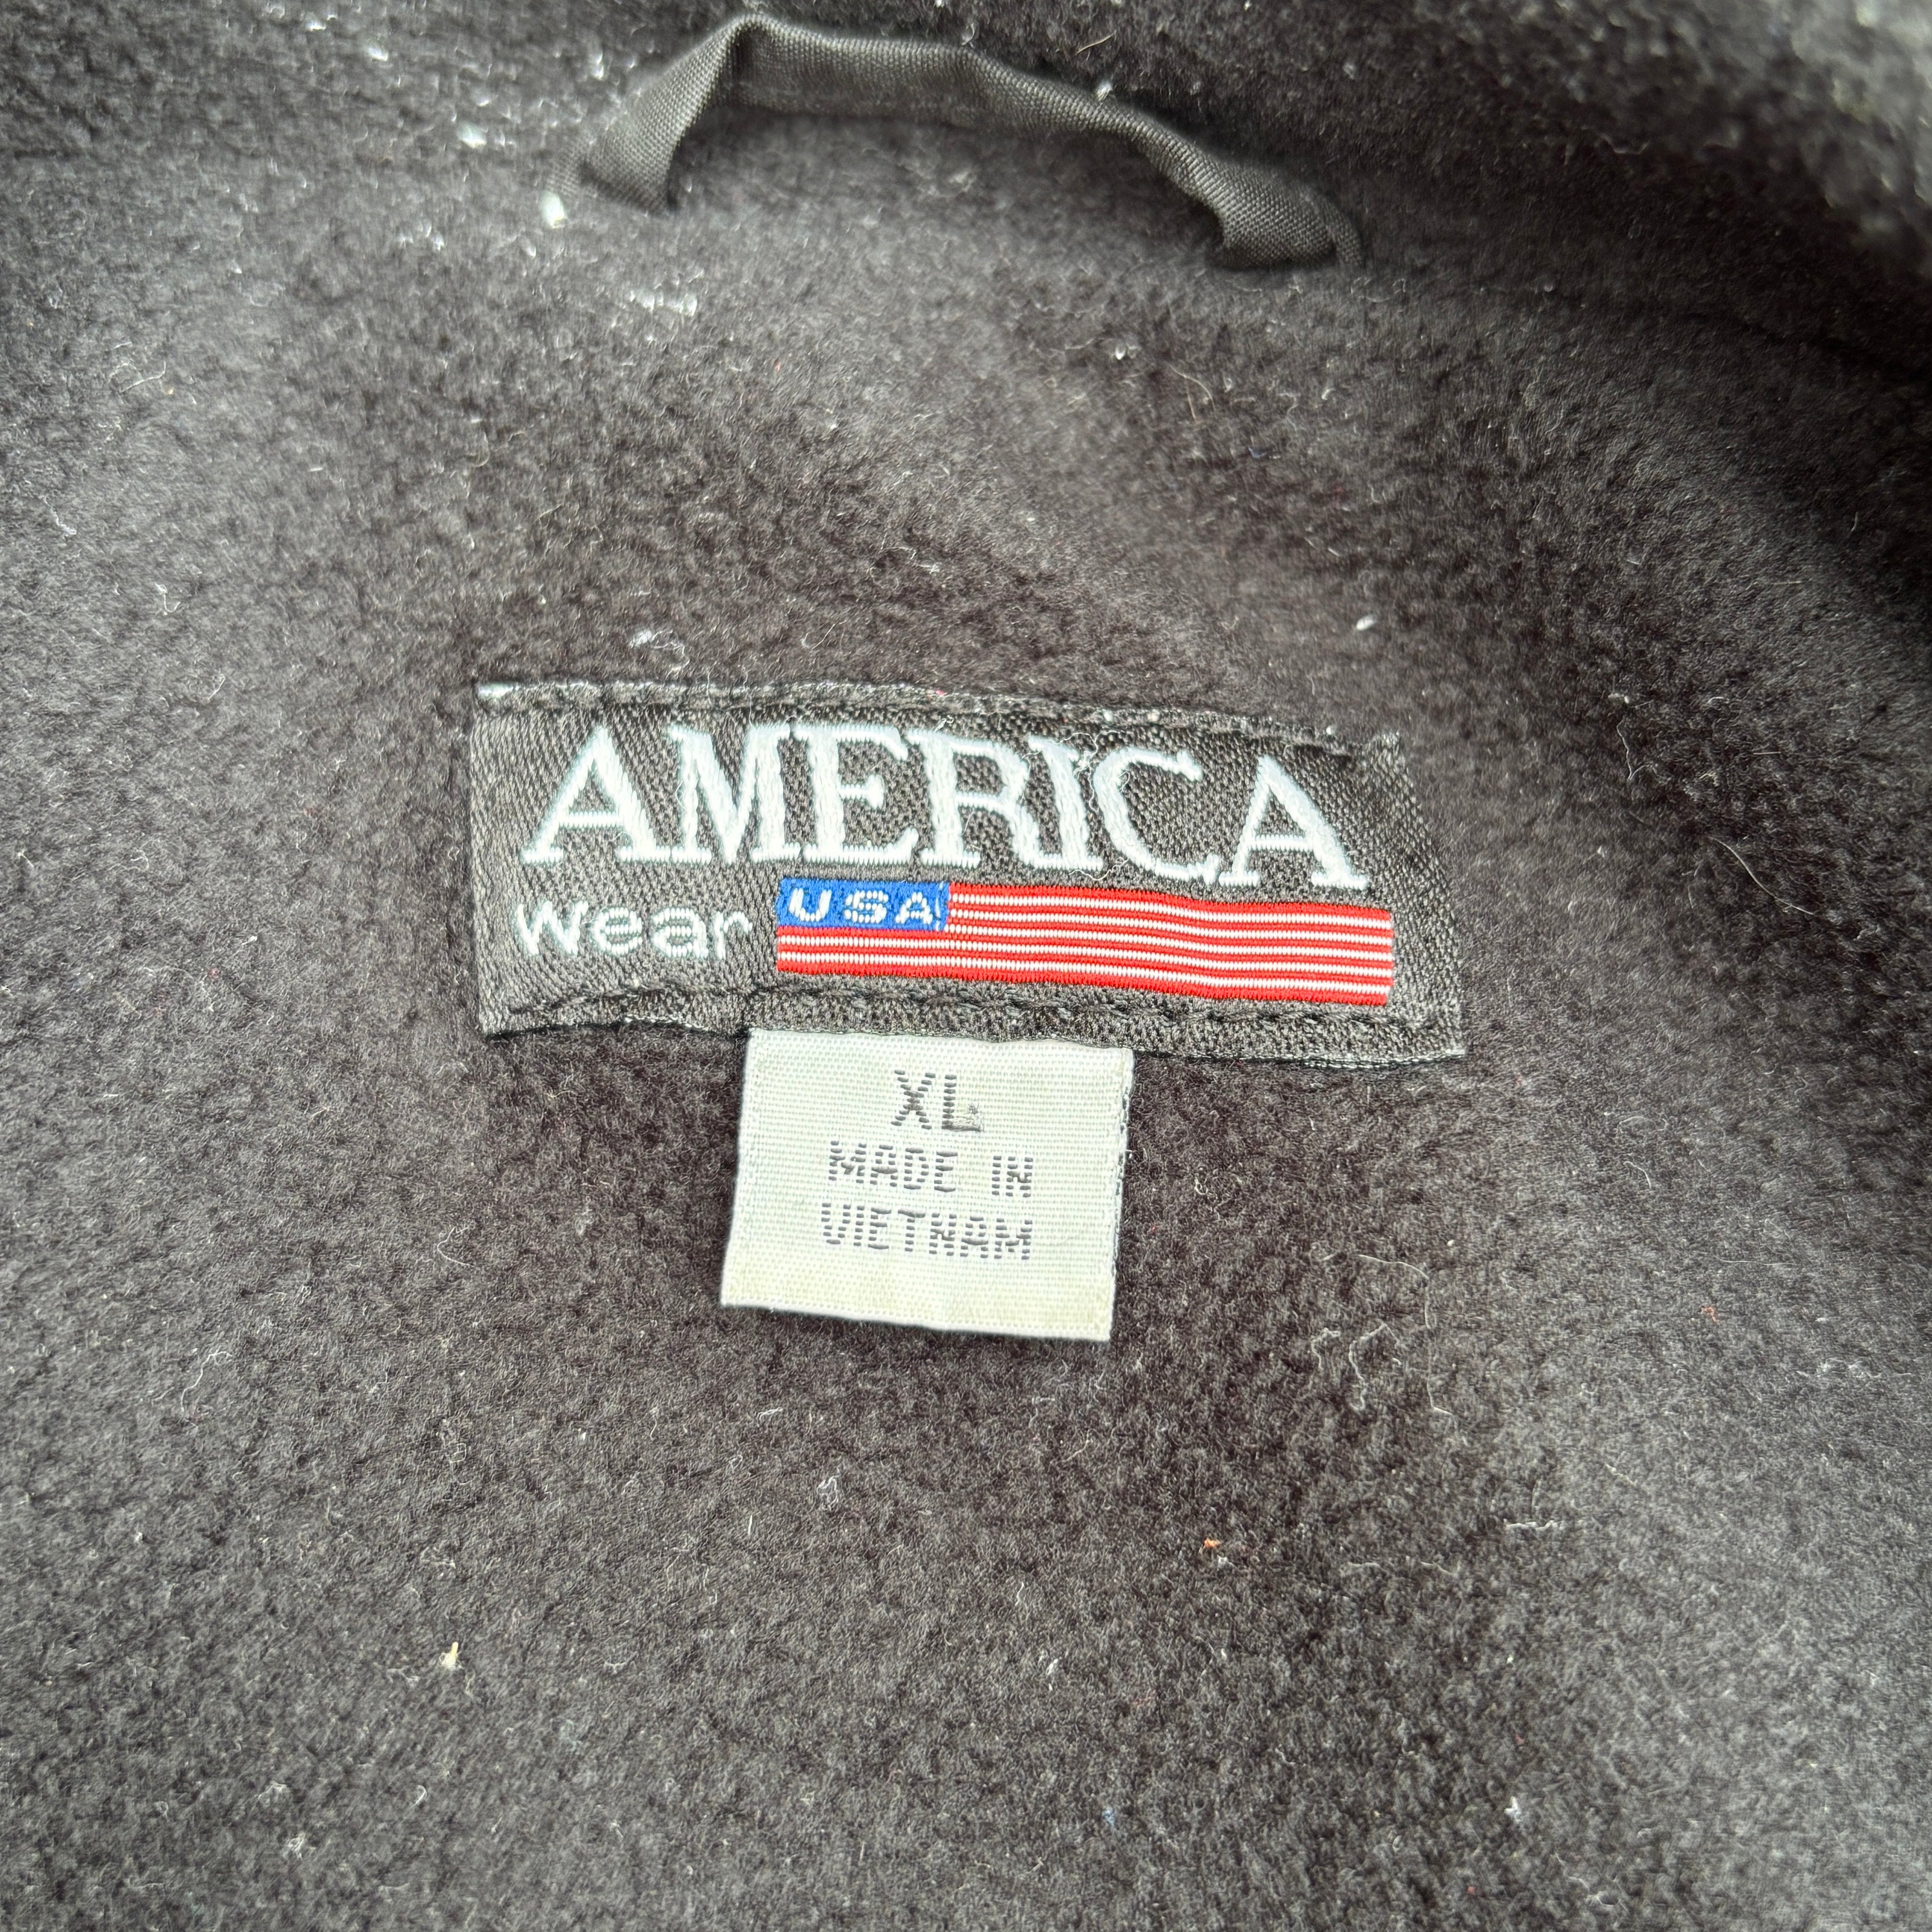 AMERICA
wear USA
XL
MADE IN
VIETNAM